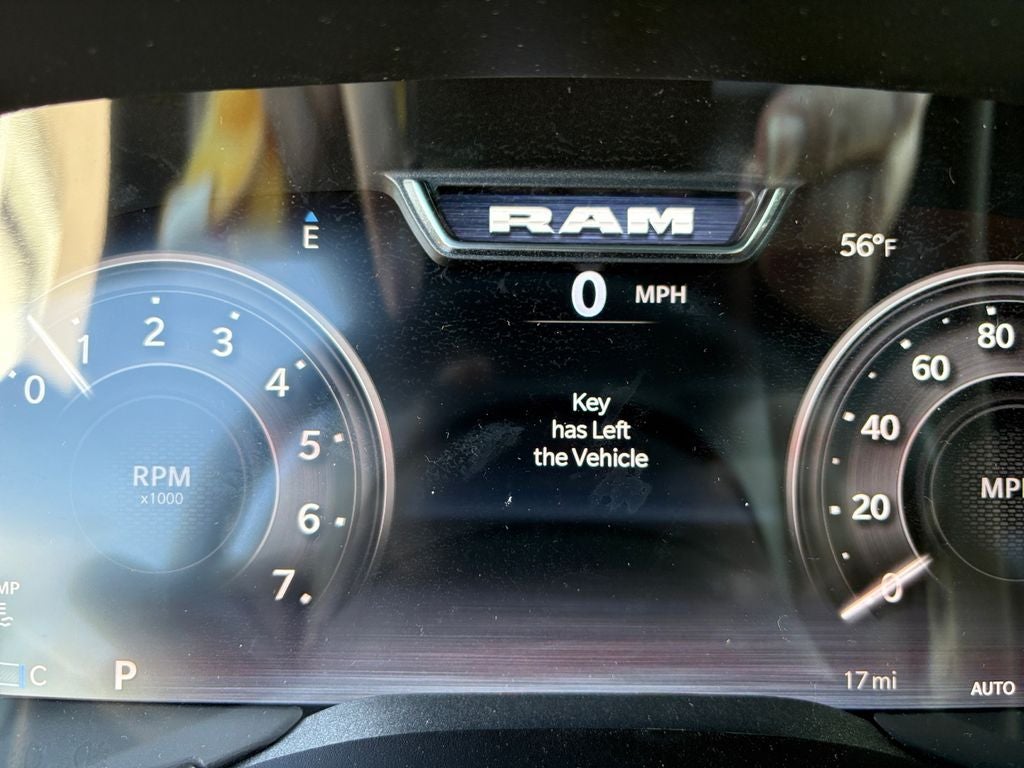 RAM
E
56°F
0 MPH
0
1
2
3
4
5
6
7
RPM
x1000
Key
has Left
the Vehicle
80
60
40
20
0
MP
E
C
P
17 mi
AUTO